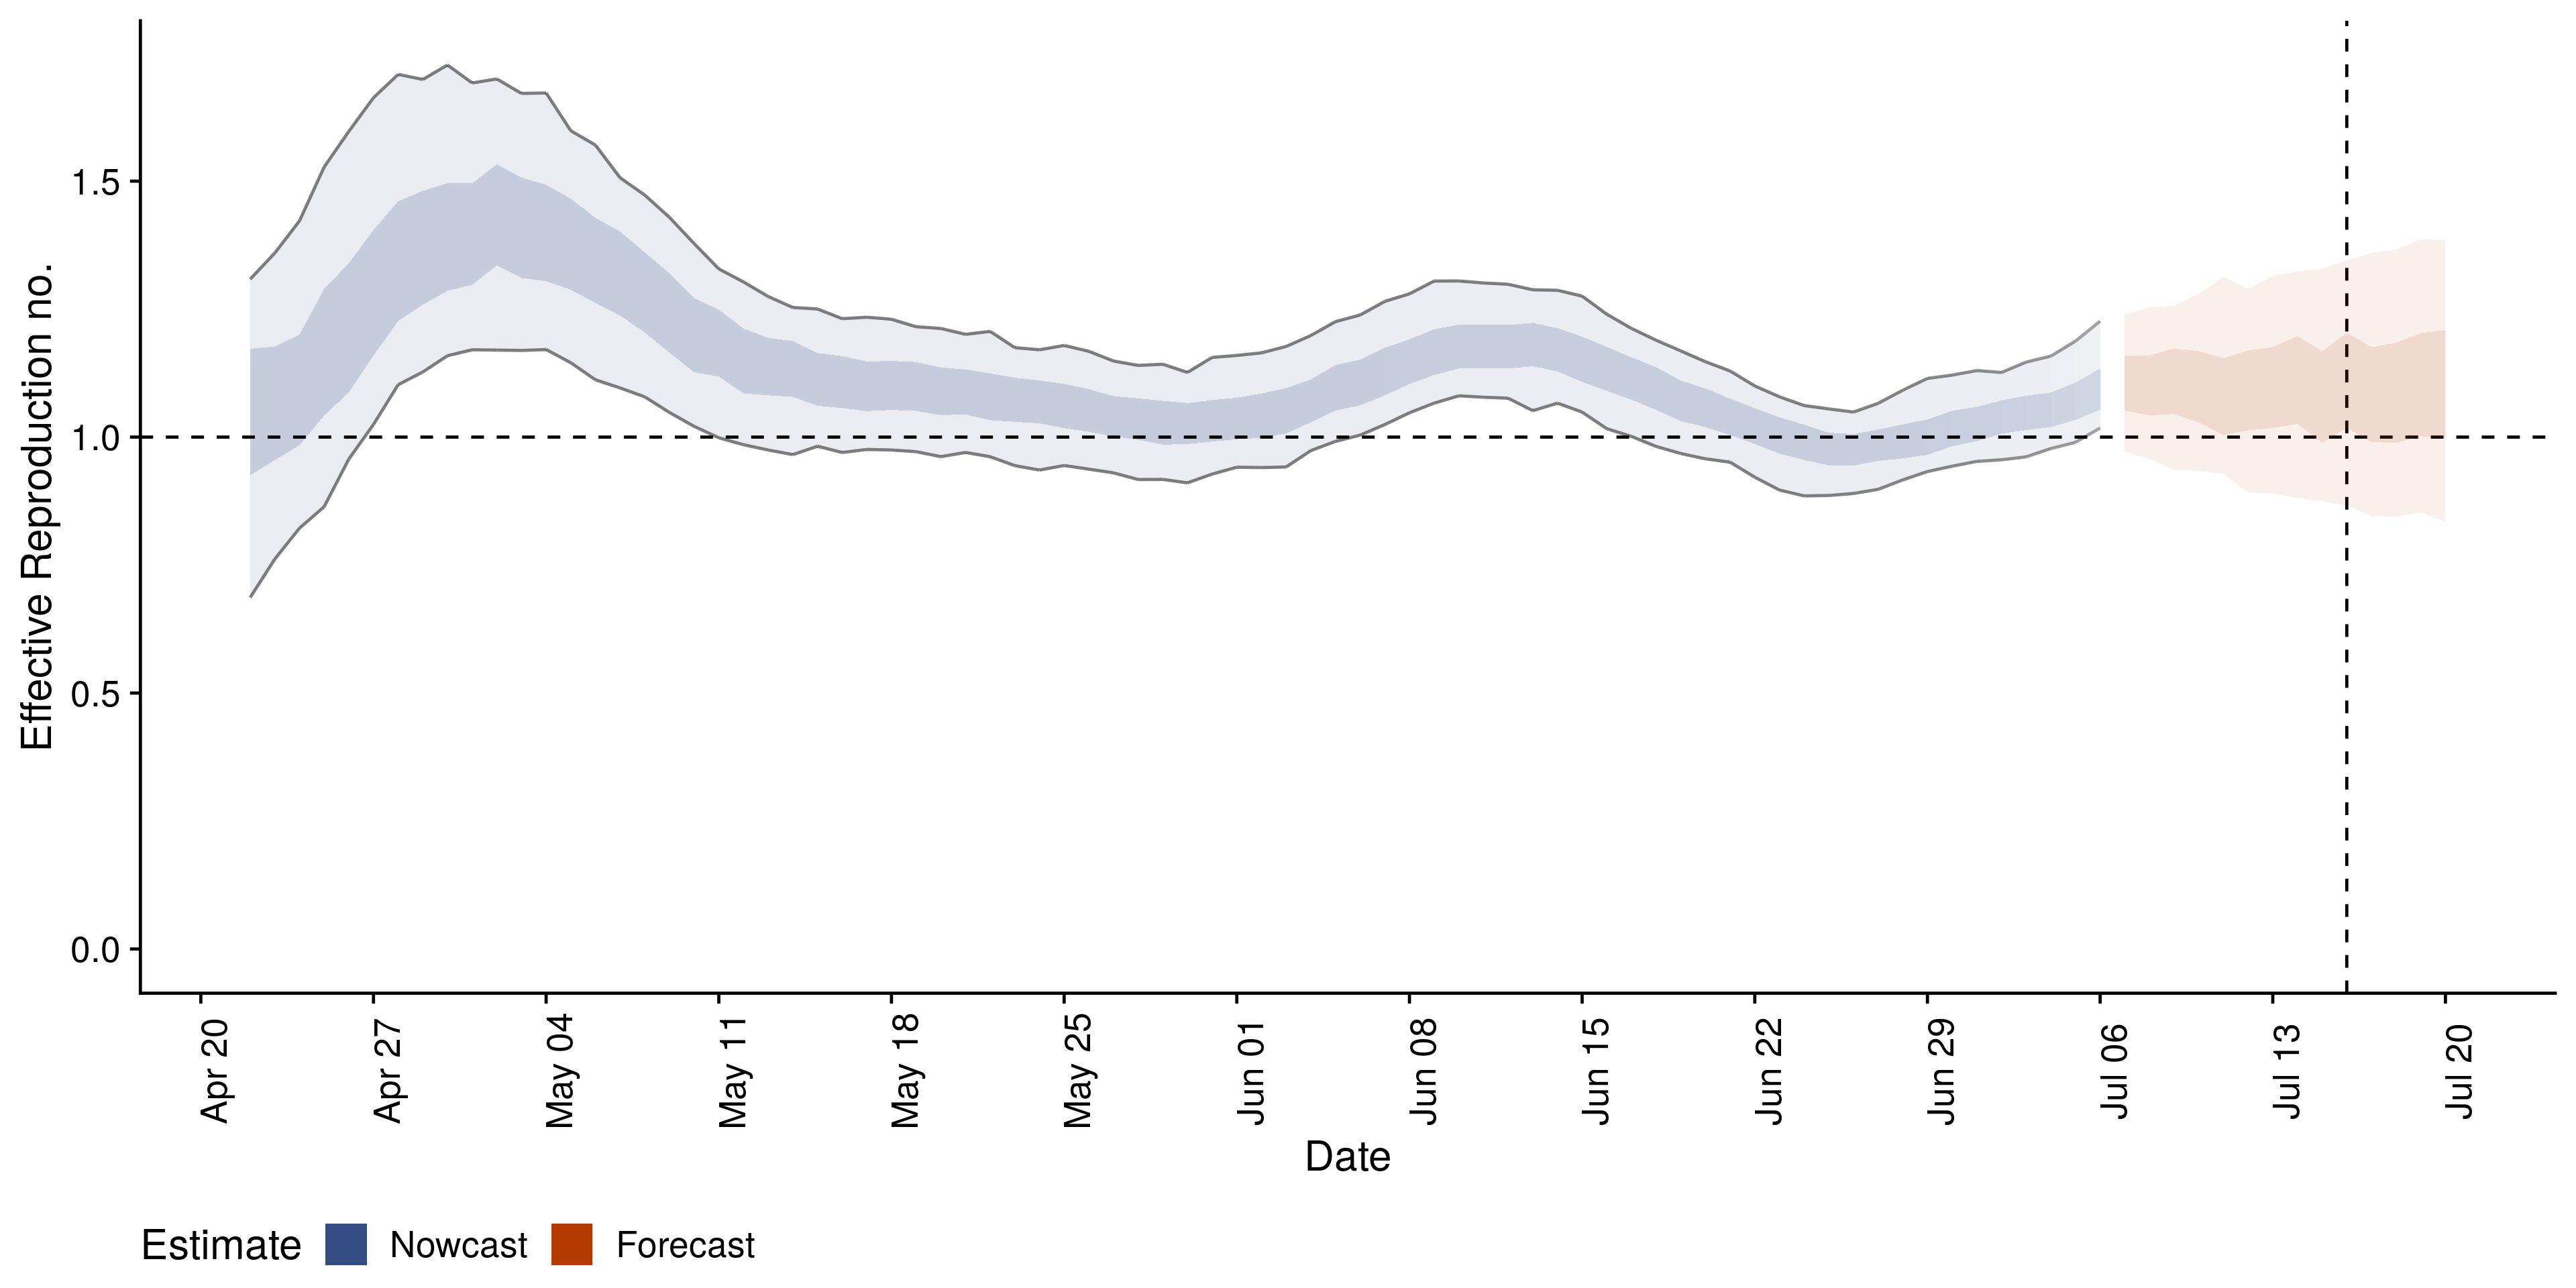 Effective Reproduction no.
1.5
1.0
0.5
0.0
Apr 20
Apr 27
May 04
May 11
May 18
May 25
Jun 01
Jun 08
Jun 15
Jun 22
Jun 29
Jul 06
Jul 13
Jul 20
Date
Estimate Nowcast Forecast